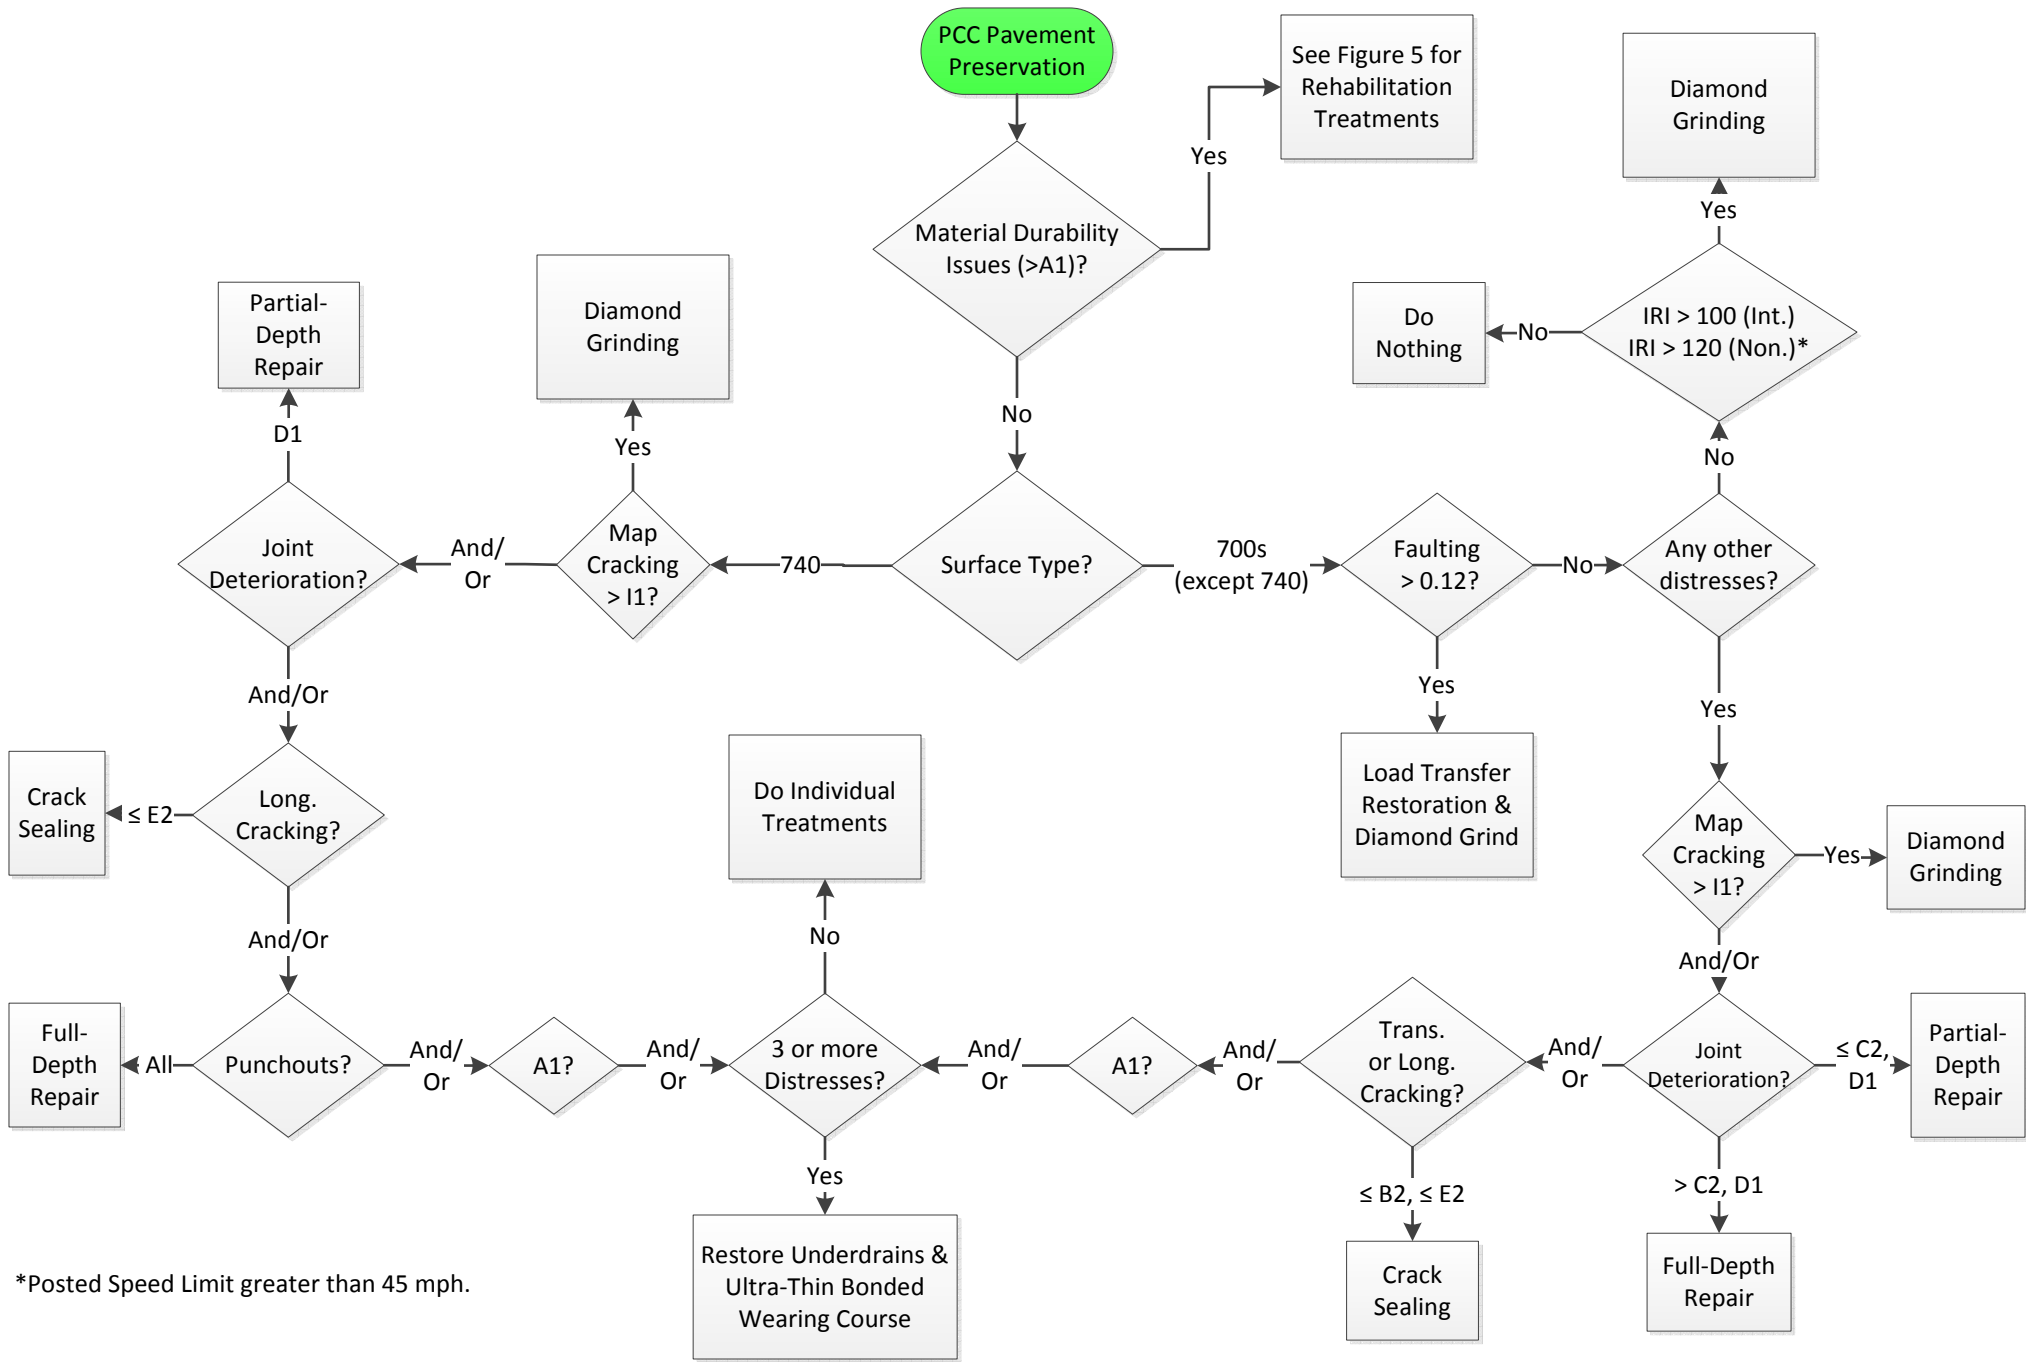 PCC Pavement
Preservation
See Figure 5 for
Rehabilitation
Treatments
Diamond
Grinding
Yes
Yes
Material Durability
Issues (>A1)?
Partial-
Depth
Repair
Diamond
Grinding
Do
Nothing
No
IRI > 100 (Int.)
IRI > 120 (Non.)*
No
D1
Yes
No
Joint
Deterioration?
And/
Or
Map
Cracking
> I1?
740
Surface Type?
700s
(except 740)
Faulting
> 0.12?
No
Any other
distresses?
And/Or
Yes
Yes
Crack
Sealing
≤ E2
Long.
Cracking?
Do Individual
Treatments
Load Transfer
Restoration &
Diamond Grind
Map
Cracking
> I1?
Yes
Diamond
Grinding
And/Or
No
And/Or
Full-
Depth
Repair
All
Punchouts?
And/
Or
A1?
And/
Or
3 or more
Distresses?
And/
Or
A1?
And/
Or
Trans.
or Long.
Cracking?
And/
Or
Joint
Deterioration?
≤ C2,
D1
Partial-
Depth
Repair
Yes
≤ B2, ≤ E2
> C2, D1
Restore Underdrains &
Ultra-Thin Bonded
Wearing Course
Crack
Sealing
Full-Depth
Repair
*Posted Speed Limit greater than 45 mph.